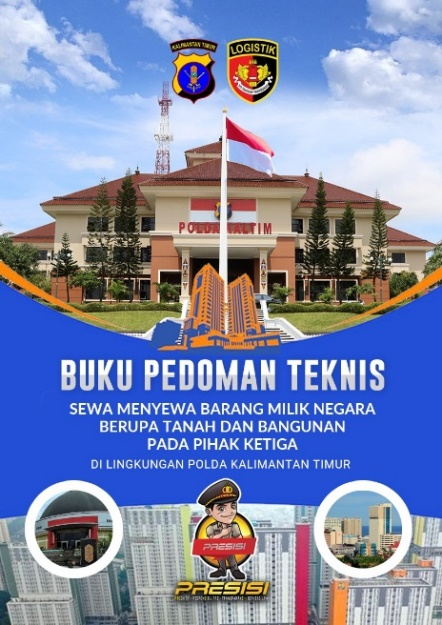 KALIMANTAN TIMUR
LOGISTIK
POLDA KALTIM
BUKU PEDOMAN TEKNIS
SEWA MENYEWA BARANG MILIK NEGARA
BERUPA TANAH DAN BANGUNAN
PADA PIHAK KETIGA
DI LINGKUNGAN POLDA KALIMANTAN TIMUR
PRESISI
PRESISI